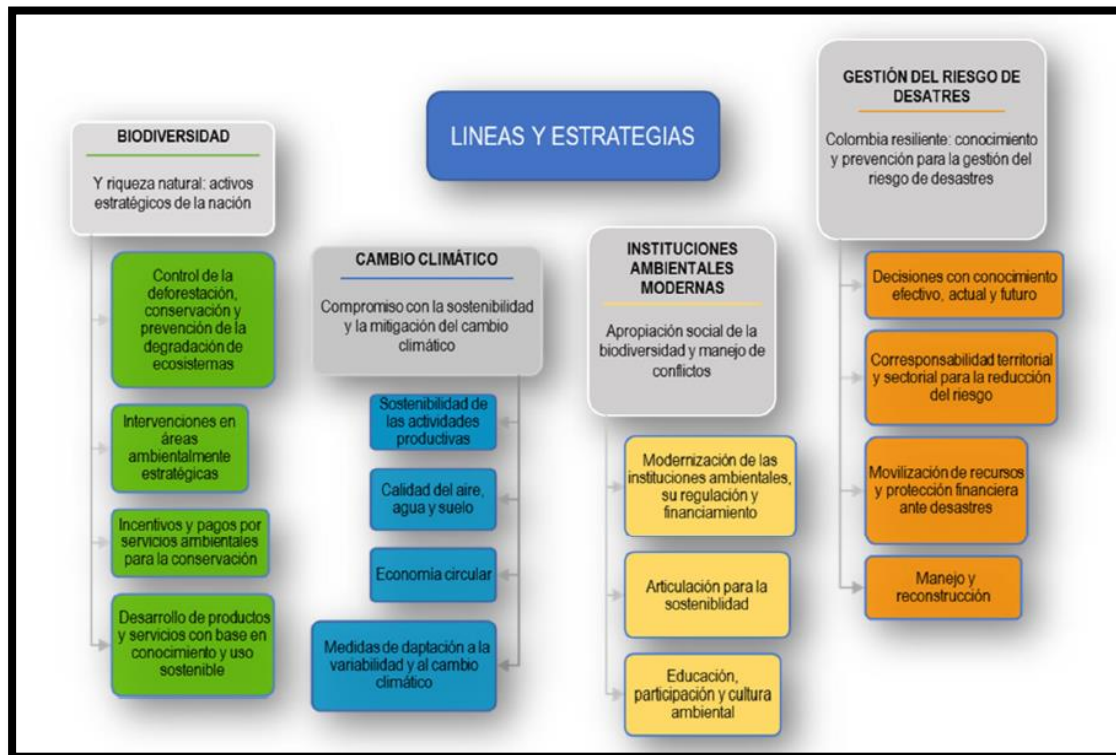 LINEAS Y ESTRATEGIAS
BIODIVERSIDAD
Y riqueza natural: activos
estratégicos de la nación
Control de la
deforestación,
conservación y
prevención de la
degradación de
ecosistemas
Intervenciones en
áreas
ambientalmente
estratégicas
Incentivos y pagos por
servicios ambientales
para la conservación
Desarrollo de productos
y servicios con base en
conocimiento y uso
sostenible
CAMBIO CLIMÁTICO
Compromiso con la sostenibilidad
y la mitigación del cambio
climático
Sostenibilidad de
las actividades
productivas
Calidad del aire,
agua y suelo
Economía circular
Medidas de daptación a la
variabilidad y al cambio
climático
INSTITUCIONES
AMBIENTALES
MODERNAS
Apropiación social de la
biodiversidad y manejo de
conflictos
Modernización de las
instituciones ambientales,
su regulación y
financiamiento
Articulación para la
sosteniblidad
Educación,
participación y cultura
ambiental
GESTIÓN DEL RIESGO DE
DESATRES
Colombia resiliente: conocimiento
y prevención para la gestión del
riesgo de desastres
Decisiones con conocimiento
efectivo, actual y futuro
Corresponsabilidad territorial
y sectorial para la reducción
del riesgo
Movilización de recursos
y protección financiera
ante desastres
Manejo y
reconstrucción